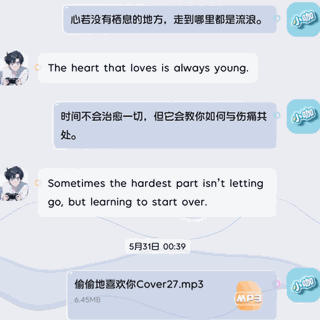 心若没有栖息的地方，走到哪里都是流浪。
小咖
The heart that loves is always young.
时间不会治愈一切，但它会教你如何与伤痛共
处。
小咖
Sometimes the hardest part isn't letting
go, but learning to start over.
5月31日 00:39
偷偷地喜欢你Cover27.mp3
6.45MB
MP3
小咖